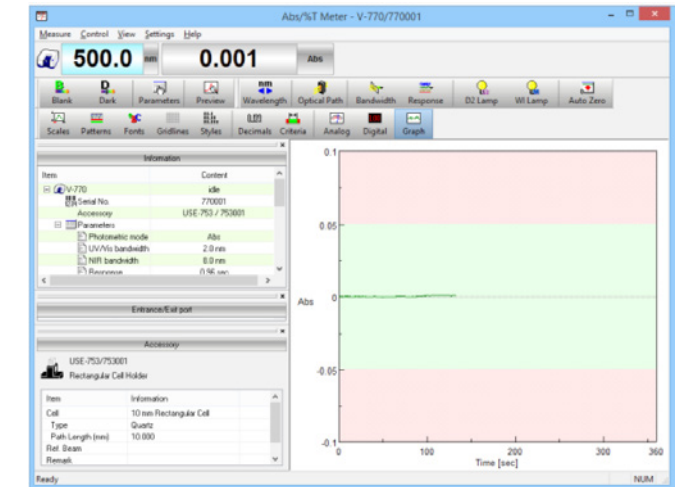 Abs/%T Meter - V-770/770001
Measure Control View Settings Help
500.0 nm 0.001 Abs
Blank Dark Parameters Preview Wavelength Optical Path Bandwidth Response D2 Lamp WI Lamp Auto Zero
Scales Patterns Fonts Gridlines Styles Decimals Criteria Analog Digital Graph
Information
Item Content
V-770 idle
Serial No. 770001
Accessory USE-753 / 753001
Parameters
Photometric mode Abs
UV/Vis bandwidth 2.0 nm
NIR bandwidth 8.0 nm
Response 0.96 sec
Entrance/Exit port
Accessory
USE-753/753001
Rectangular Cell Holder
Item Information
Cell 10 mm Rectangular Cell
Type Quartz
Path Length (mm) 10.000
Ref. Beam
Remark
0.1
0.05
Abs 0
-0.05
-0.1
0 100 200 300 360
Time [sec]
Ready NUM